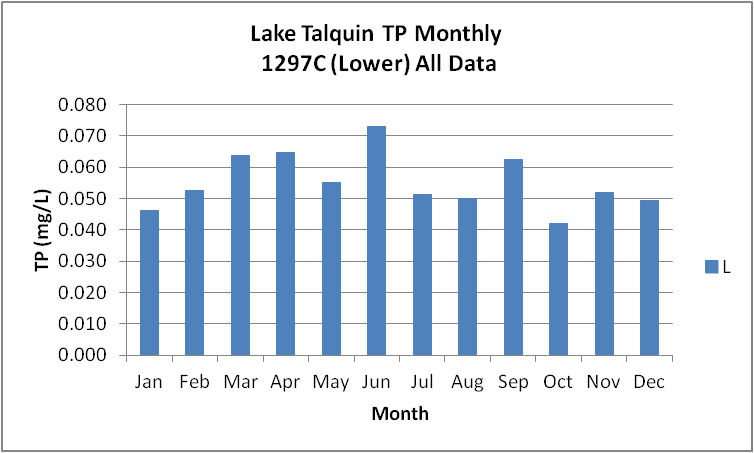 Lake Talquin TP Monthly
1297C (Lower) All Data
0.080
0.070
0.060
0.050
0.040
0.030
0.020
0.010
0.000
TP (mg/L)
Jan Feb Mar Apr May Jun Jul Aug Sep Oct Nov Dec
Month
L